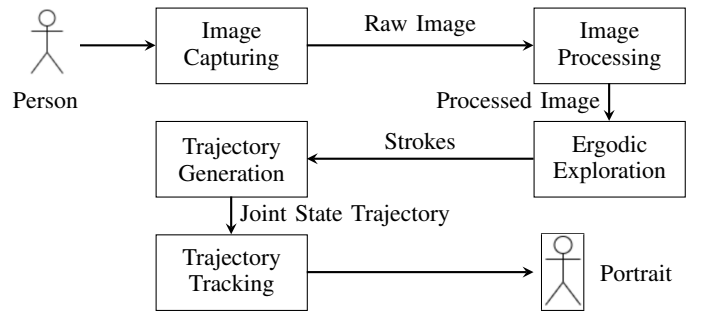 Person
Image
Capturing
Raw Image
Image
Processing
Processed Image
Ergodic
Exploration
Strokes
Trajectory
Generation
Joint State Trajectory
Trajectory
Tracking
Portrait